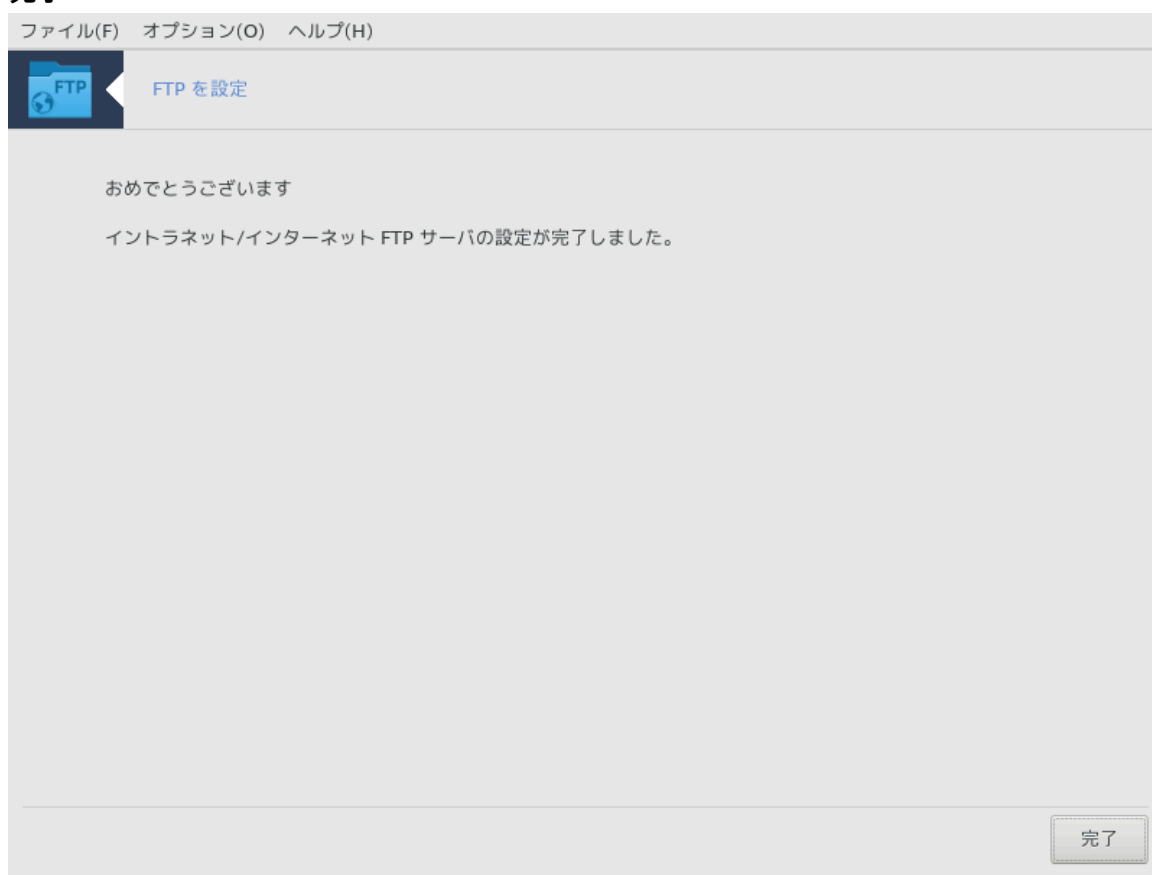 完了
ファイル(F) オプション(O) ヘルプ(H)
FTP
FTP を設定
おめでとうございます
イントラネット/インターネット FTP サーバの設定が完了しました。
完了